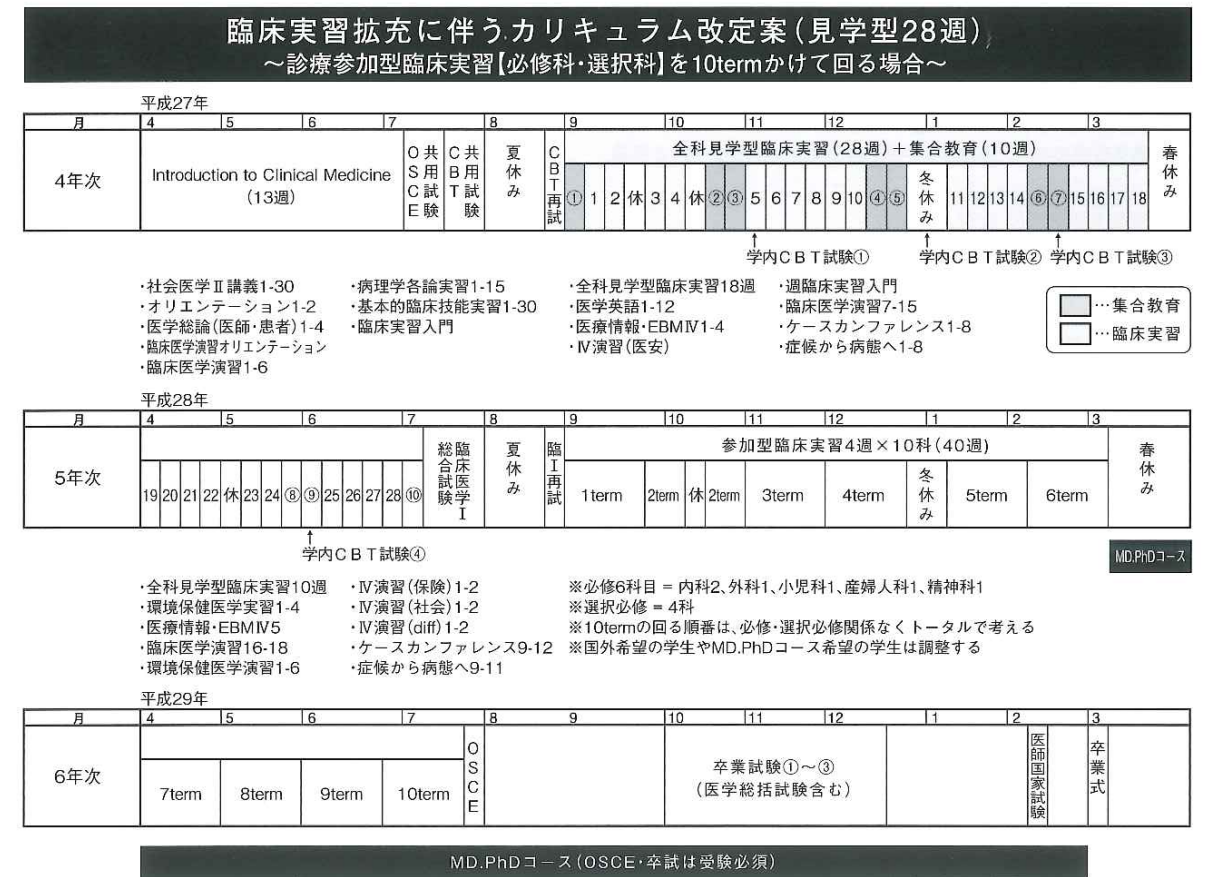 臨床実習拡充に伴うカリキュラム改定案(見学型28週)
～診療参加型臨床実習【必修科・選択科】を10termかけて回る場合～
平成27年
月 4 5 6 7 8 9 10 11 12 1 2 3
4年次
Introduction to Clinical Medicine
(13週)
共用試験OSCE
共用試験CBT
夏休み
CBT再試
全科見学型臨床実習(28週)+集合教育(10週)
① 1 2 休 3 4 休 ② ③ 5 6 7 8 9 10 ④ ⑤ 冬休み 11 12 13 14 ⑥ ⑦ 15 16 17 18
春休み
↑ ↑ ↑
学内CBT試験① 学内CBT試験② 学内CBT試験③
・社会医学Ⅱ講義1-30
・オリエンテーション1-2
・医学総論(医師・患者)1-4
・臨床医学演習オリエンテーション
・臨床医学演習1-6
・病理学各論実習1-15
・基本的臨床技能実習1-30
・臨床実習入門
・全科見学型臨床実習18週
・医学英語1-12
・医療情報・EBMⅣ1-4
・Ⅳ演習(医安)
・週臨床実習入門
・臨床医学演習7-15
・ケースカンファレンス1-8
・症候から病態へ1-8
…集合教育
…臨床実習
平成28年
月 4 5 6 7 8 9 10 11 12 1 2 3
5年次
19 20 21 22 休 23 24 ⑧ ⑨ 25 26 27 28 ⑩
臨床医学Ⅰ総合試験
夏休み
臨Ⅰ再試
参加型臨床実習4週×10科(40週)
1term 2term 休 2term 3term 4term 冬休み 5term 6term
春休み
↑
学内CBT試験④
MD.PhDコース
・全科見学型臨床実習10週
・環境保健医学実習1-4
・医療情報・EBMⅣ5
・臨床医学演習16-18
・環境保健医学演習1-6
・Ⅳ演習(保険)1-2
・Ⅳ演習(社会)1-2
・Ⅳ演習(diff)1-2
・ケースカンファレンス9-12
・症候から病態へ9-11
※必修6科目 = 内科2、外科1、小児科1、産婦人科1、精神科1
※選択必修 = 4科
※10termの回る順番は、必修・選択必修関係なくトータルで考える
※国外希望の学生やMD.PhDコース希望の学生は調整する
平成29年
月 4 5 6 7 8 9 10 11 12 1 2 3
6年次
7term 8term 9term 10term
OSCE
卒業試験①～③
(医学総括試験含む)
医師国家試験
卒業式
MD.PhDコース(OSCE・卒試は受験必須)